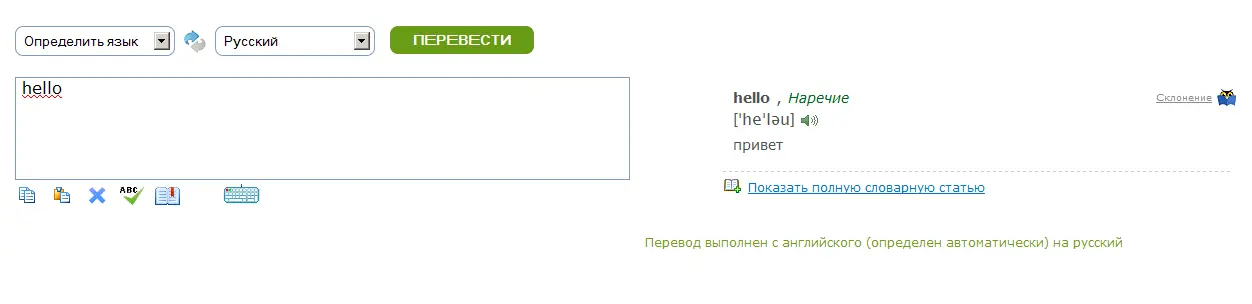 Определить язык Русский ПЕРЕВЕСТИ
hello
hello , Наречие Склонение
['he'ləu]
привет
ABC
Показать полную словарную статью
Перевод выполнен с английского (определен автоматически) на русский